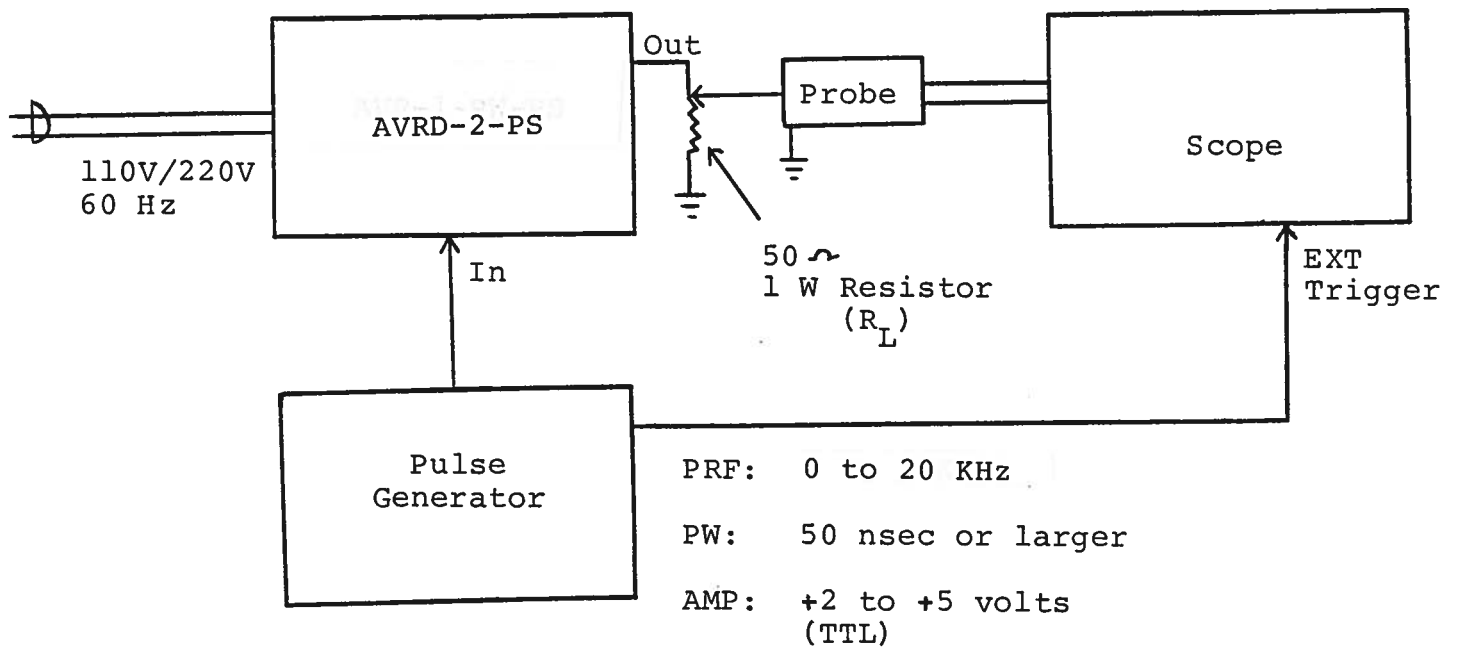 Out
AVRD-2-PS
Probe
Scope
110V/220V
60 Hz
In
50 Ω
1 W Resistor
(R_L)
EXT
Trigger
Pulse
Generator
PRF: 0 to 20 KHz
PW: 50 nsec or larger
AMP: +2 to +5 volts
(TTL)